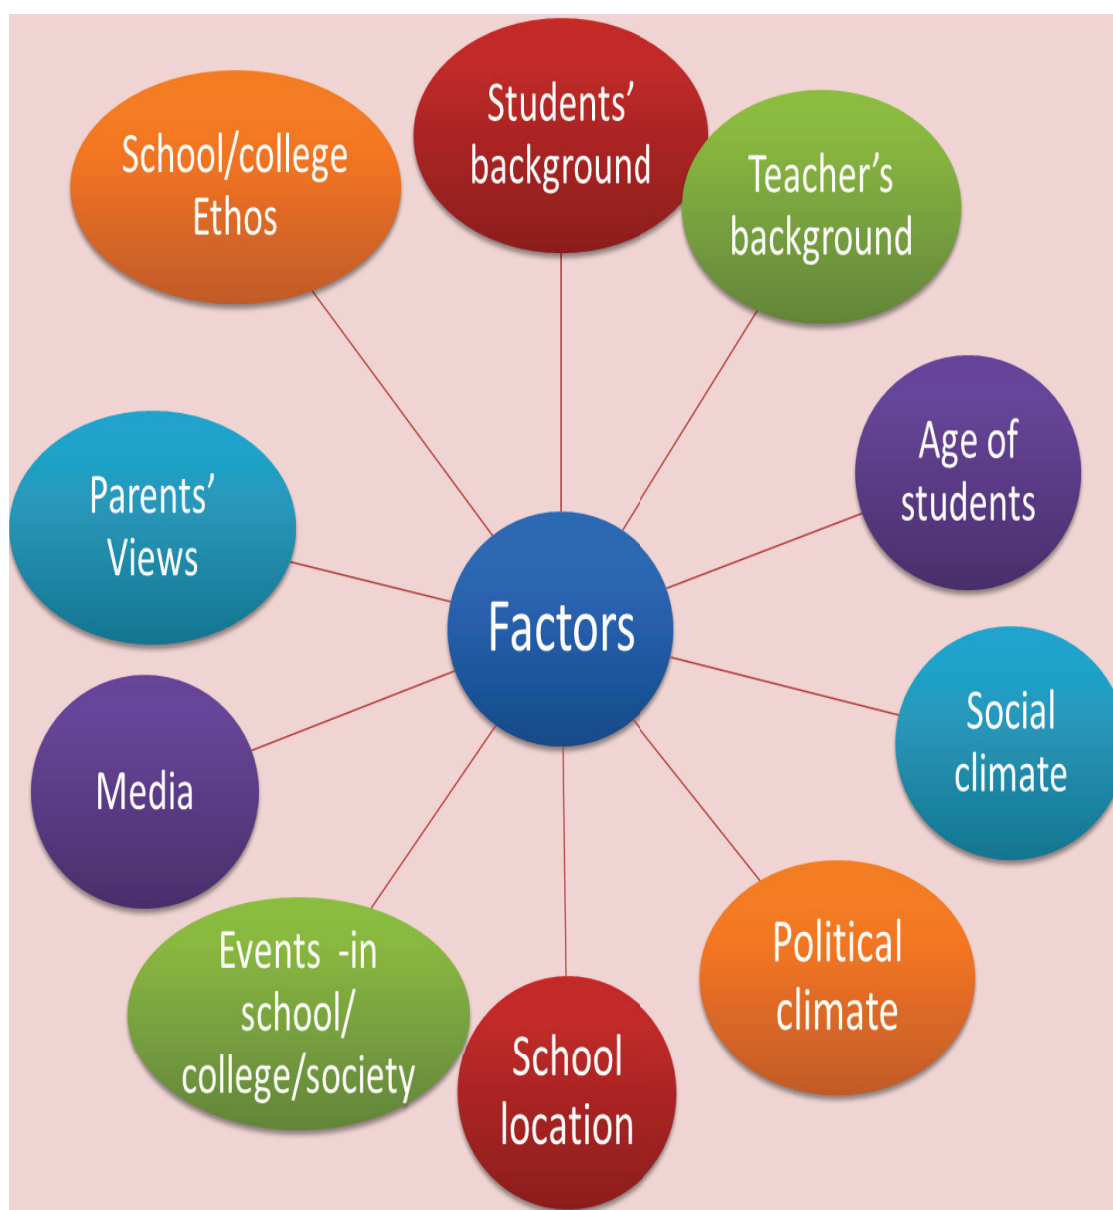 Students’
background
Teacher’s
background
Age of
students
Social
climate
Political
climate
School
location
Events -in
school/
college/society
Media
Parents’
Views
School/college
Ethos
Factors